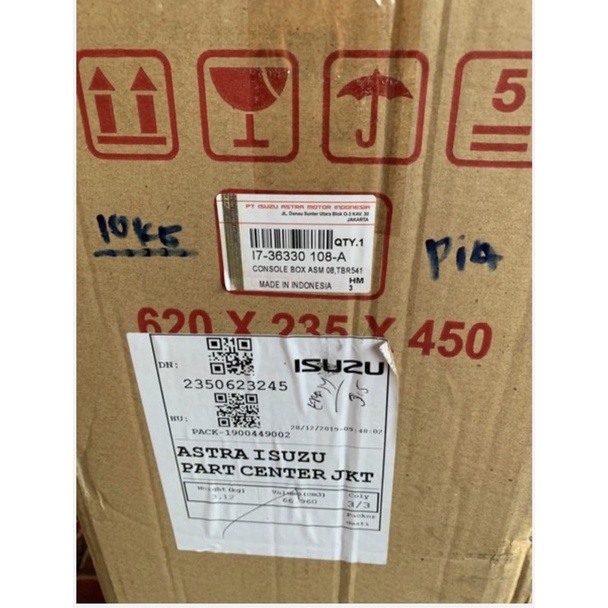 5
PT ISUZU ASTRA MOTOR INDONESIA
JL. Danau Sunter Utara Blok O-3 KAV. 30
JAKARTA
QTY.1
I7-36330 108-A
CONSOLE BOX ASM 08,TBR541
MADE IN INDONESIA
HM
3
10K5
PiA
620 X 235 X 450
DN:
ISUZU
2350623245
HU:
28/12/2019-09:48:02
PACK-1900449002
ASTRA ISUZU
PART CENTER JKT
Weight(kg) Volume(cm3) Coly
3,12 66.960 3/3
Packer